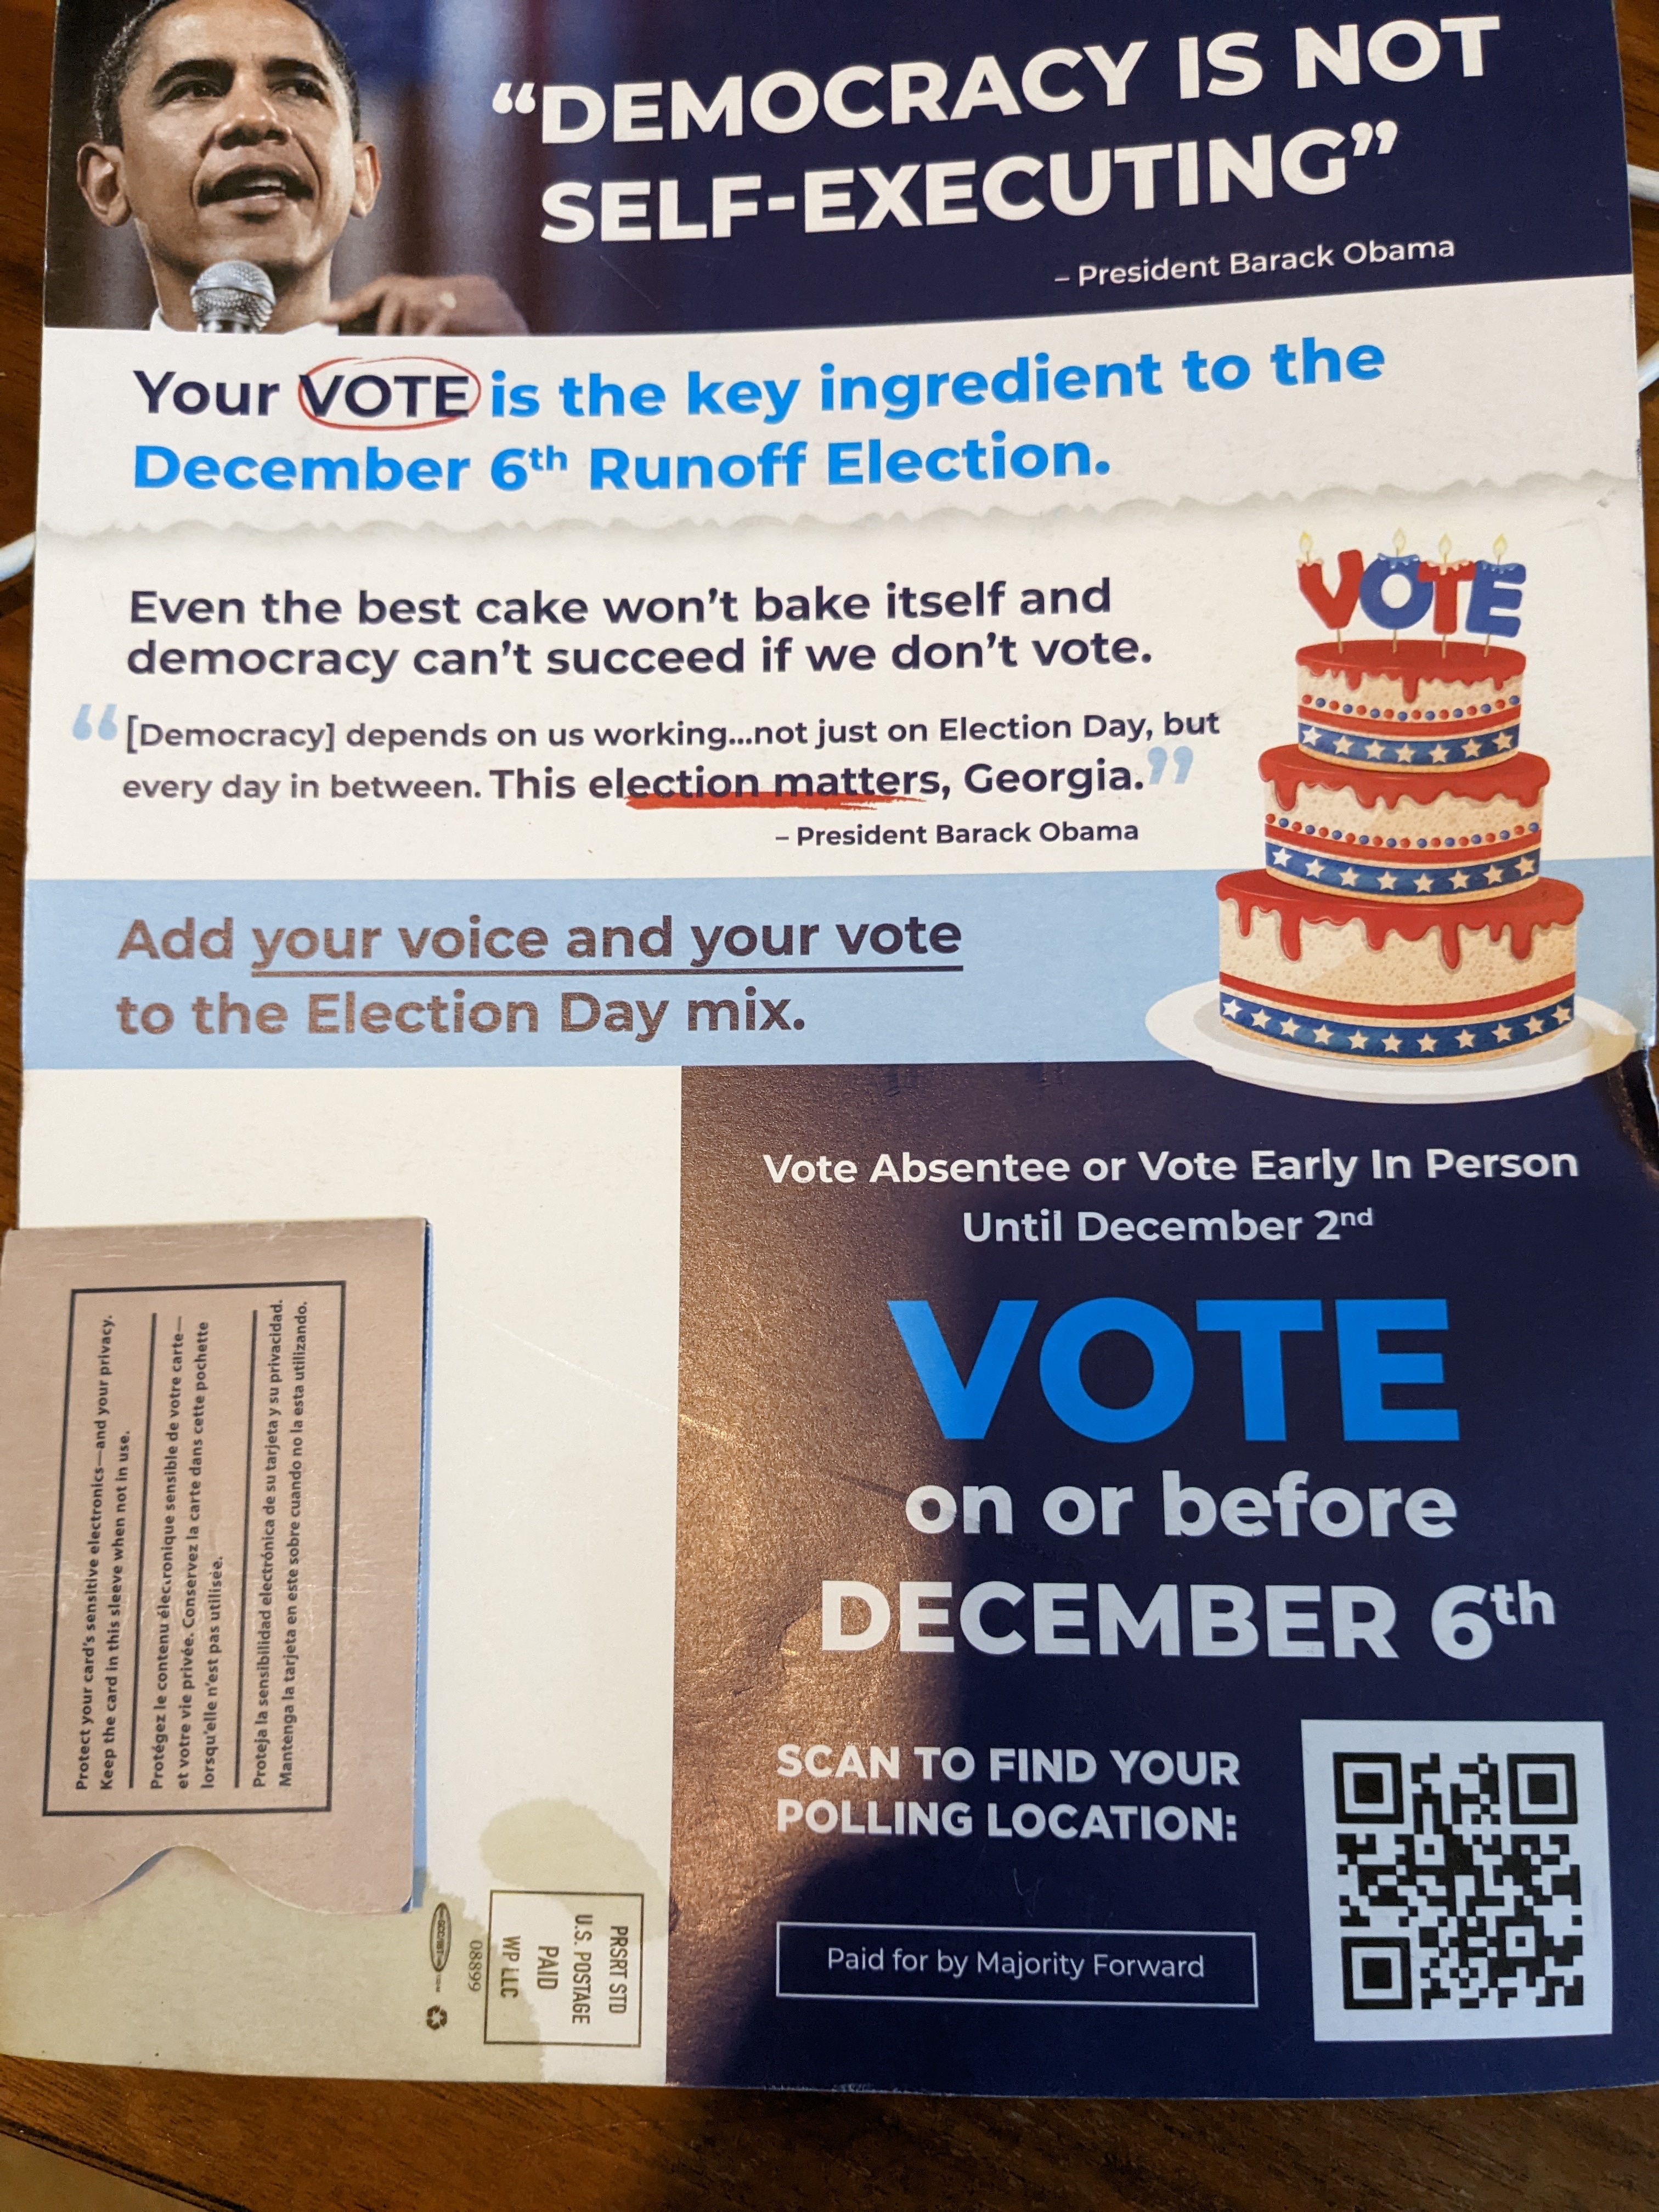 “DEMOCRACY IS NOT
SELF-EXECUTING”
– President Barack Obama
Your VOTE is the key ingredient to the
December 6th Runoff Election.
VOTE
Even the best cake won’t bake itself and
democracy can’t succeed if we don’t vote.
“[Democracy] depends on us working...not just on Election Day, but
every day in between. This election matters, Georgia.”
– President Barack Obama
Add your voice and your vote
to the Election Day mix.
Vote Absentee or Vote Early In Person
Until December 2nd
VOTE
on or before
DECEMBER 6th
SCAN TO FIND YOUR
POLLING LOCATION:
Paid for by Majority Forward
Protect your card’s sensitive electronics—and your privacy.
Keep the card in this sleeve when not in use.
Protégez le contenu électronique sensible de votre carte—
et votre vie privée. Conservez la carte dans cette pochette
lorsqu’elle n’est pas utilisée.
Proteja la sensibilidad electrónica de su tarjeta y su privacidad.
Mantenga la tarjeta en este sobre cuando no la esta utilizando.
PRSRT STD
U.S. POSTAGE
PAID
WP LLC
08899